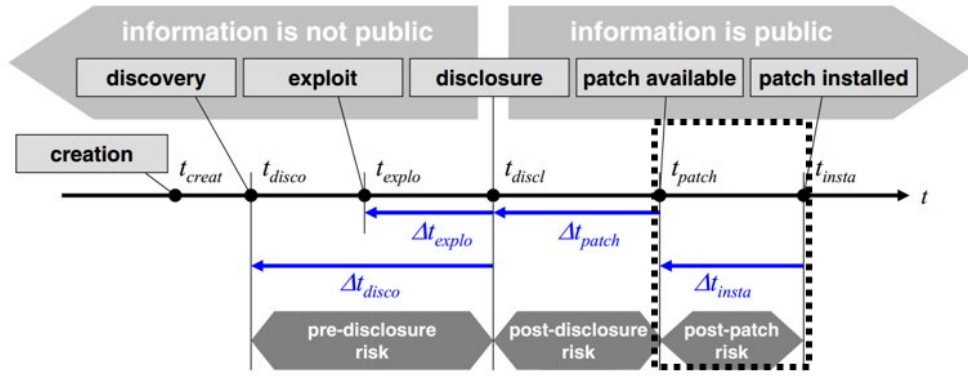 information is not public
information is public
discovery
exploit
disclosure
patch available
patch installed
creation
t_creat
t_disco
t_explo
t_discl
t_patch
t_insta
t
Δt_explo
Δt_patch
Δt_disco
Δt_insta
pre-disclosure
risk
post-disclosure
risk
post-patch
risk